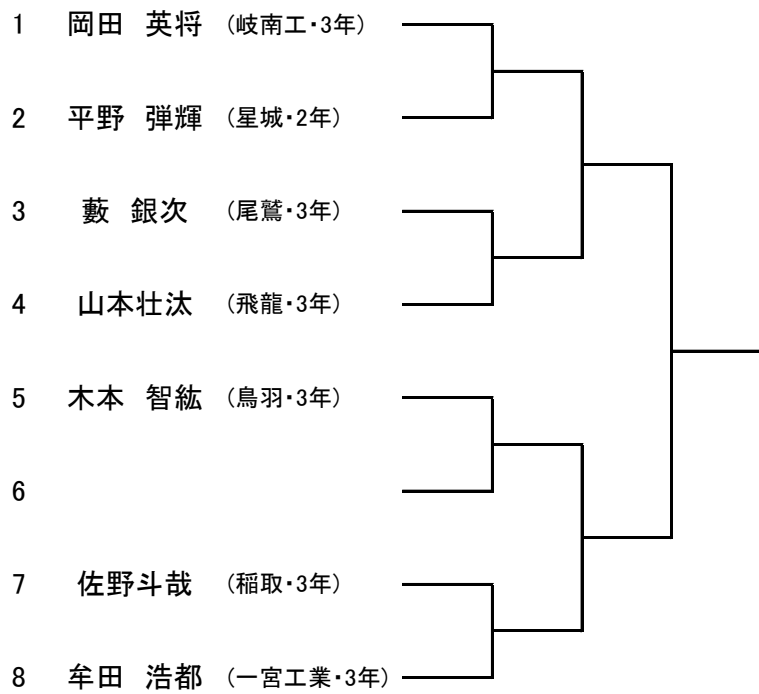 1 岡田 英将 （岐南工・3年）
2 平野 弾輝 （星城・2年）
3 藪 銀次 （尾鷲・3年）
4 山本壮汰 （飛龍・3年）
5 木本 智紘 （鳥羽・3年）
6
7 佐野斗哉 （稲取・3年）
8 牟田 浩都 （一宮工業・3年）